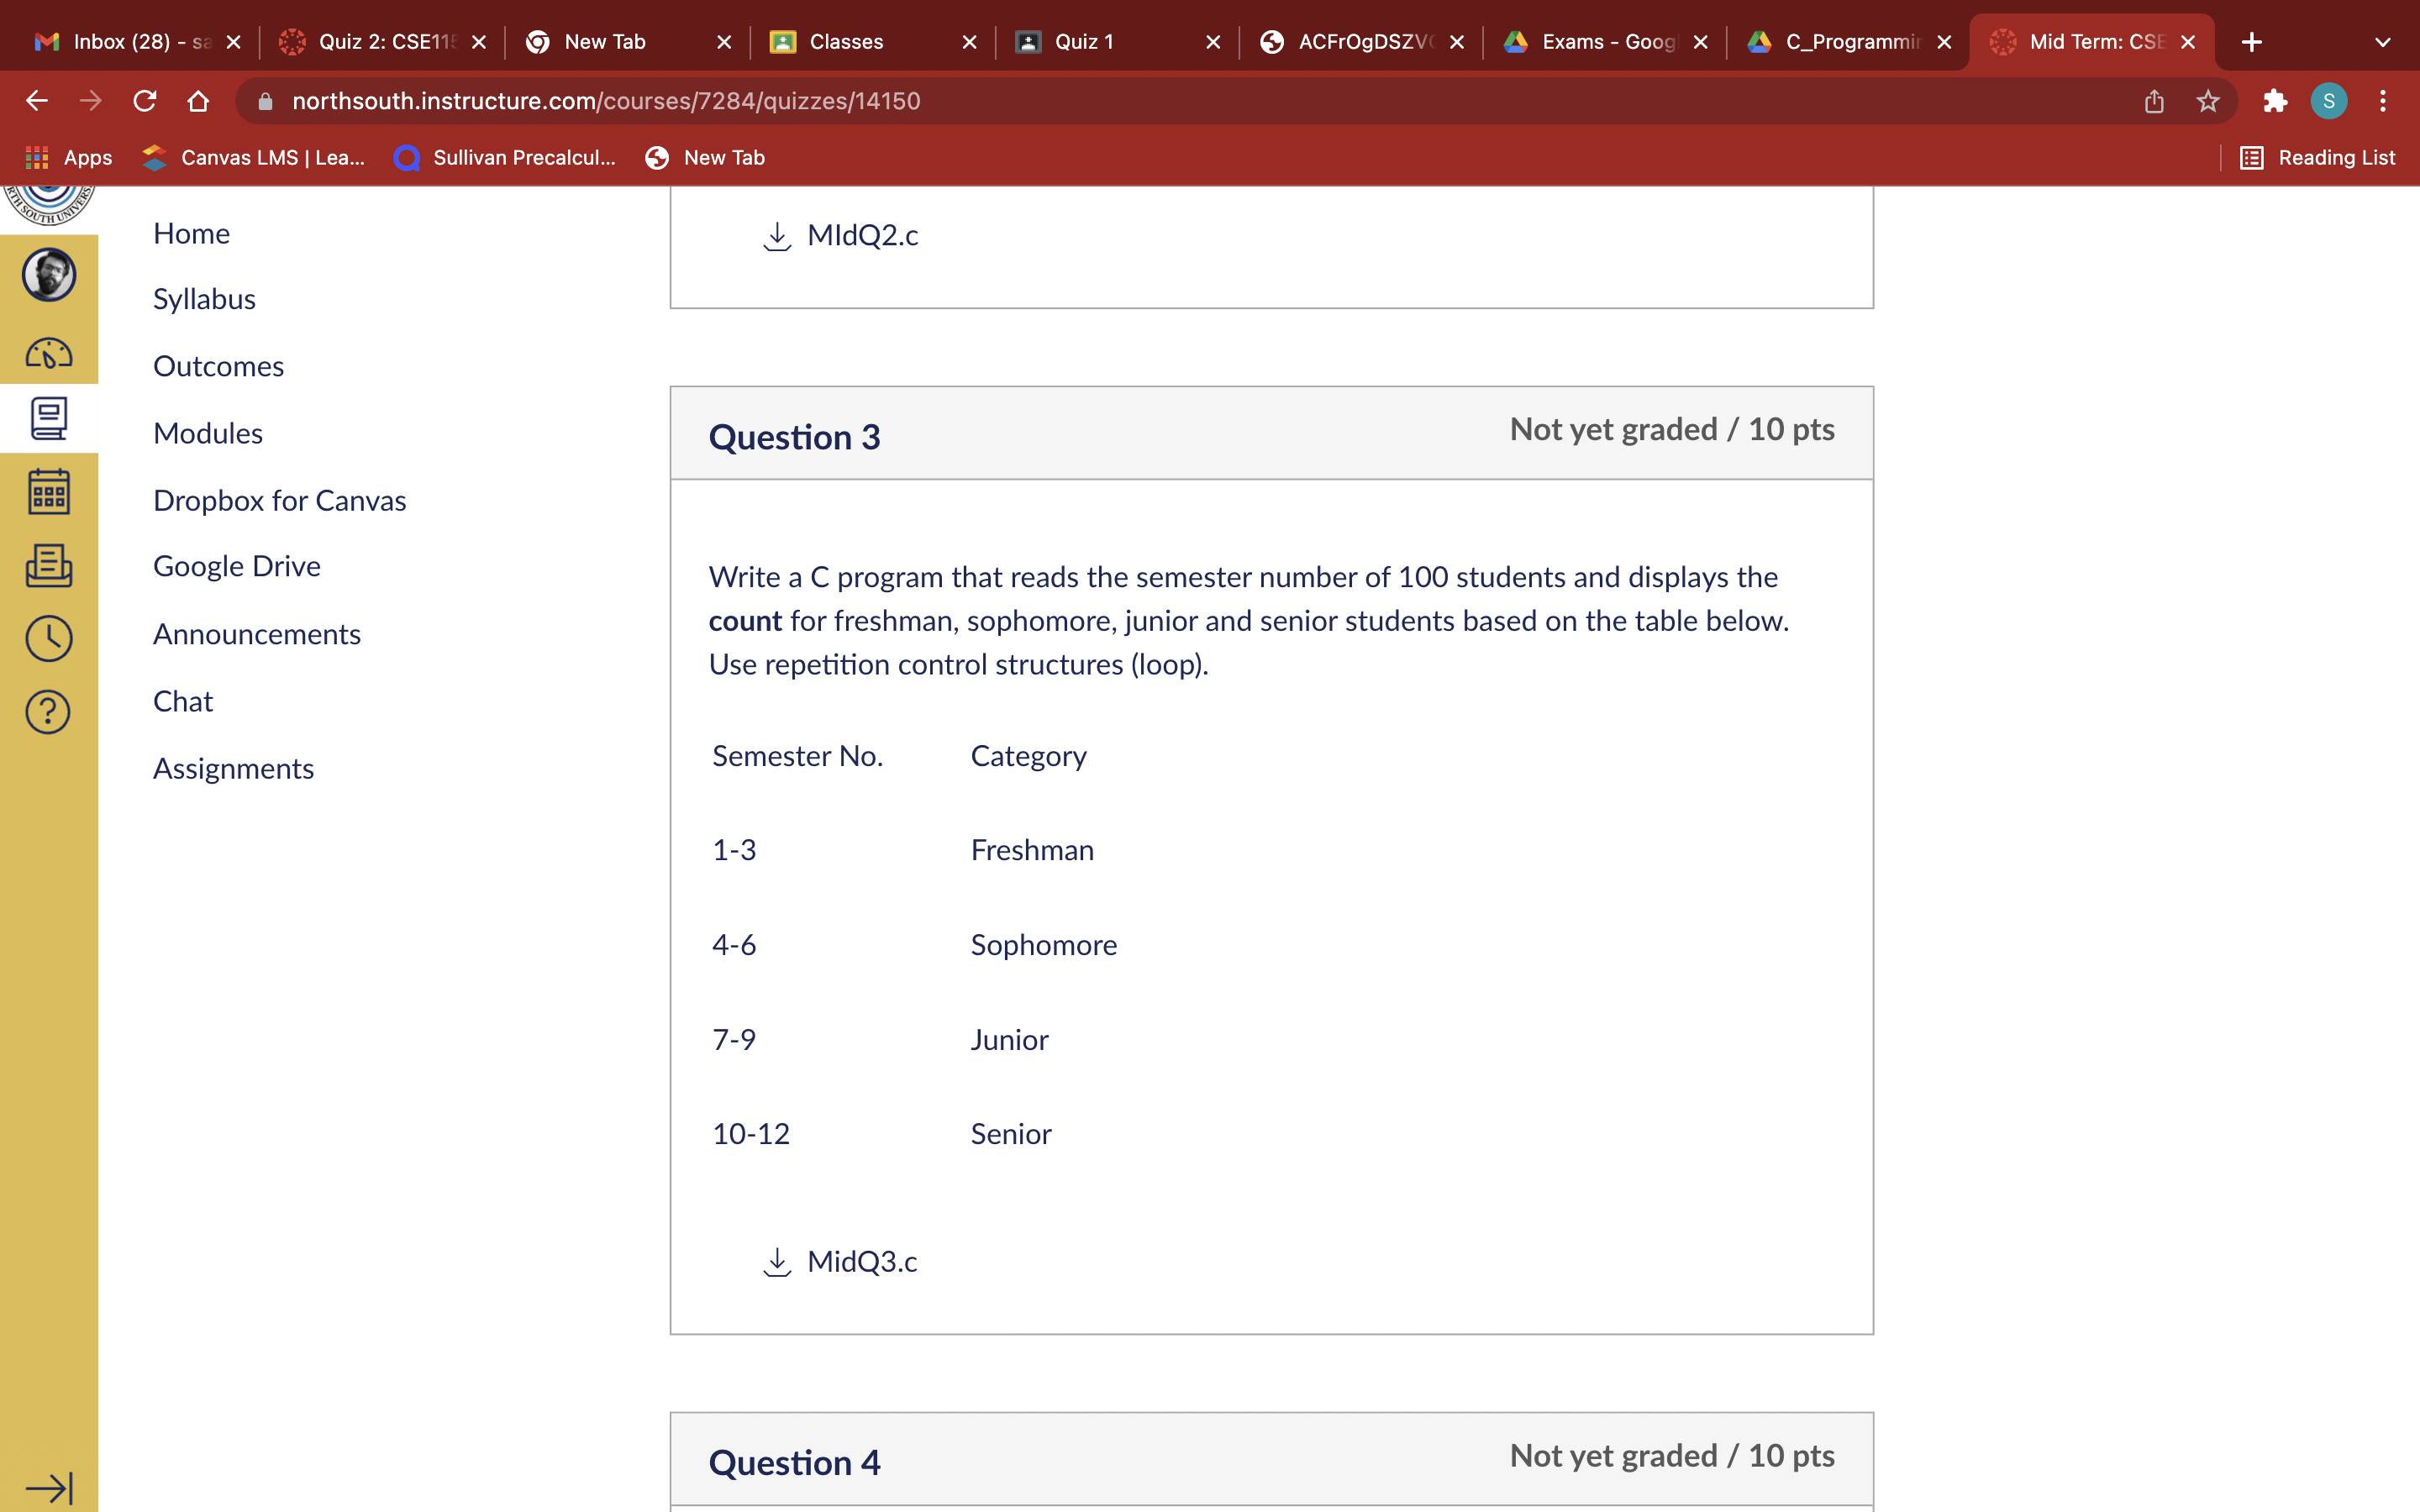 Inbox (28) - sa
Quiz 2: CSE115
New Tab
Classes
Quiz 1
ACFrOgDSZV
Exams - Goog
C_Programmin
Mid Term: CSE
northsouth.instructure.com/courses/7284/quizzes/14150
S
Apps
Canvas LMS | Lea...
Sullivan Precalcul...
New Tab
Reading List
RTH SOUTH UNIVERS
Home
Syllabus
Outcomes
Modules
Dropbox for Canvas
Google Drive
Announcements
Chat
Assignments
MIdQ2.c
Question 3
Not yet graded / 10 pts
Write a C program that reads the semester number of 100 students and displays the
count for freshman, sophomore, junior and senior students based on the table below.
Use repetition control structures (loop).
Semester No. Category
1-3 Freshman
4-6 Sophomore
7-9 Junior
10-12 Senior
MidQ3.c
Question 4
Not yet graded / 10 pts